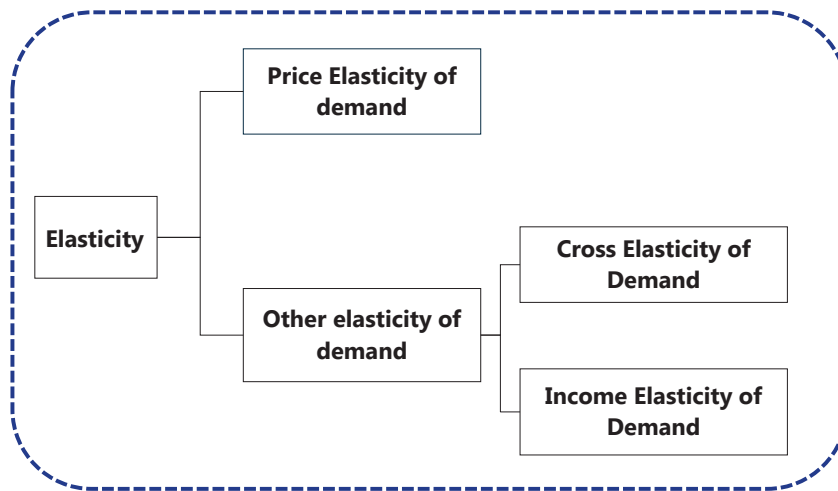 Price Elasticity of
demand
Elasticity
Cross Elasticity of
Demand
Other elasticity of
demand
Income Elasticity of
Demand